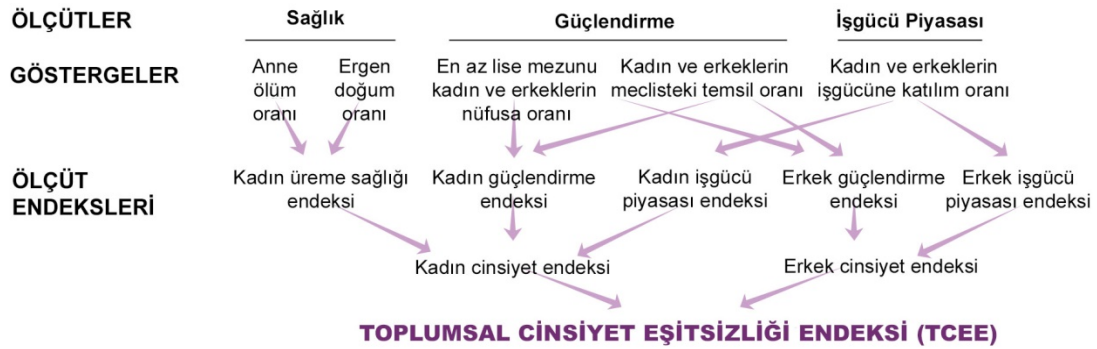 ÖLÇÜTLER
Sağlık
Güçlendirme
İşgücü Piyasası
GÖSTERGELER
Anne
ölüm
oranı
Ergen
doğum
oranı
En az lise mezunu
kadın ve erkeklerin
nüfusa oranı
Kadın ve erkeklerin
meclisteki temsil oranı
Kadın ve erkeklerin
işgücüne katılım oranı
ÖLÇÜT
ENDEKSLERİ
Kadın üreme sağlığı
endeksi
Kadın güçlendirme
endeksi
Kadın işgücü
piyasası endeksi
Erkek güçlendirme
endeksi
Erkek işgücü
piyasası endeksi
Kadın cinsiyet endeksi
Erkek cinsiyet endeksi
TOPLUMSAL CİNSİYET EŞİTSİZLİĞİ ENDEKSİ (TCEE)